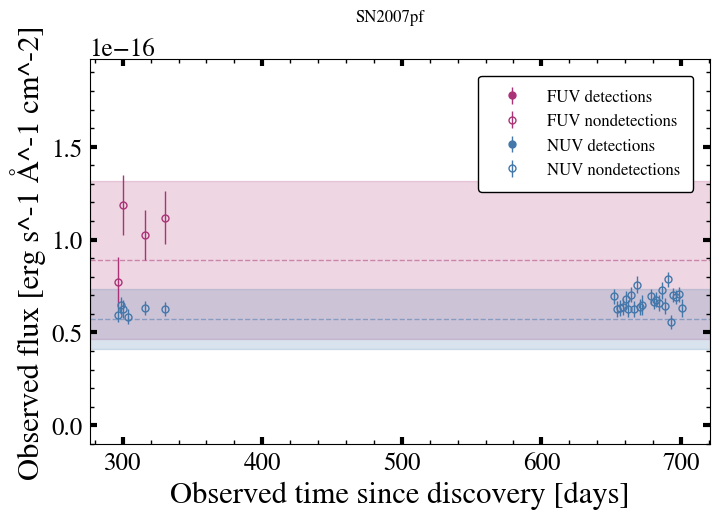 SN2007pf
1e−16
Observed flux [erg s^-1 Å^-1 cm^-2]
1.5
1.0
0.5
0.0
FUV detections
FUV nondetections
NUV detections
NUV nondetections
300 400 500 600 700
Observed time since discovery [days]